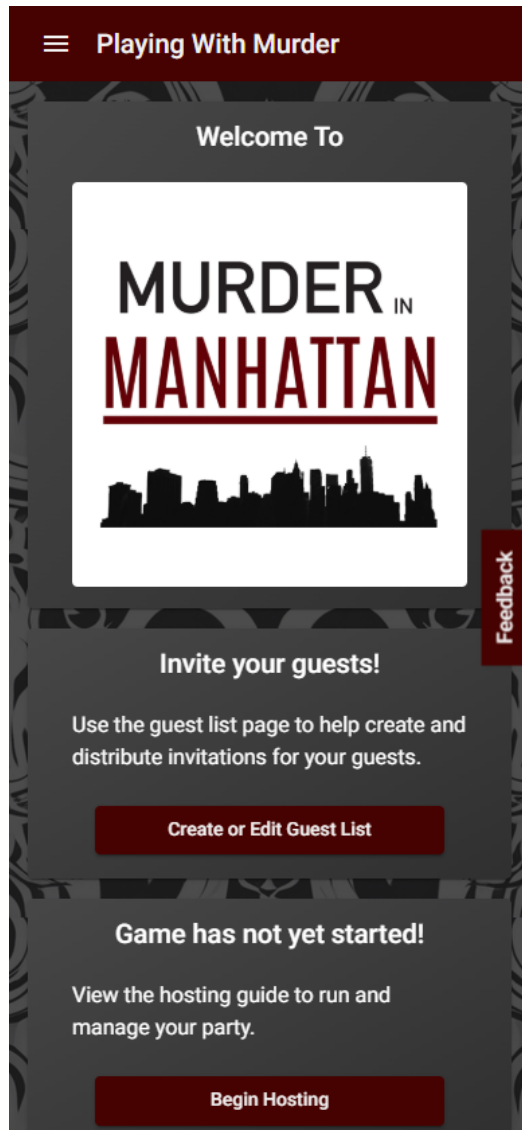 Playing With Murder
Welcome To
MURDER IN
MANHATTAN
Feedback
Invite your guests!
Use the guest list page to help create and
distribute invitations for your guests.
Create or Edit Guest List
Game has not yet started!
View the hosting guide to run and
manage your party.
Begin Hosting